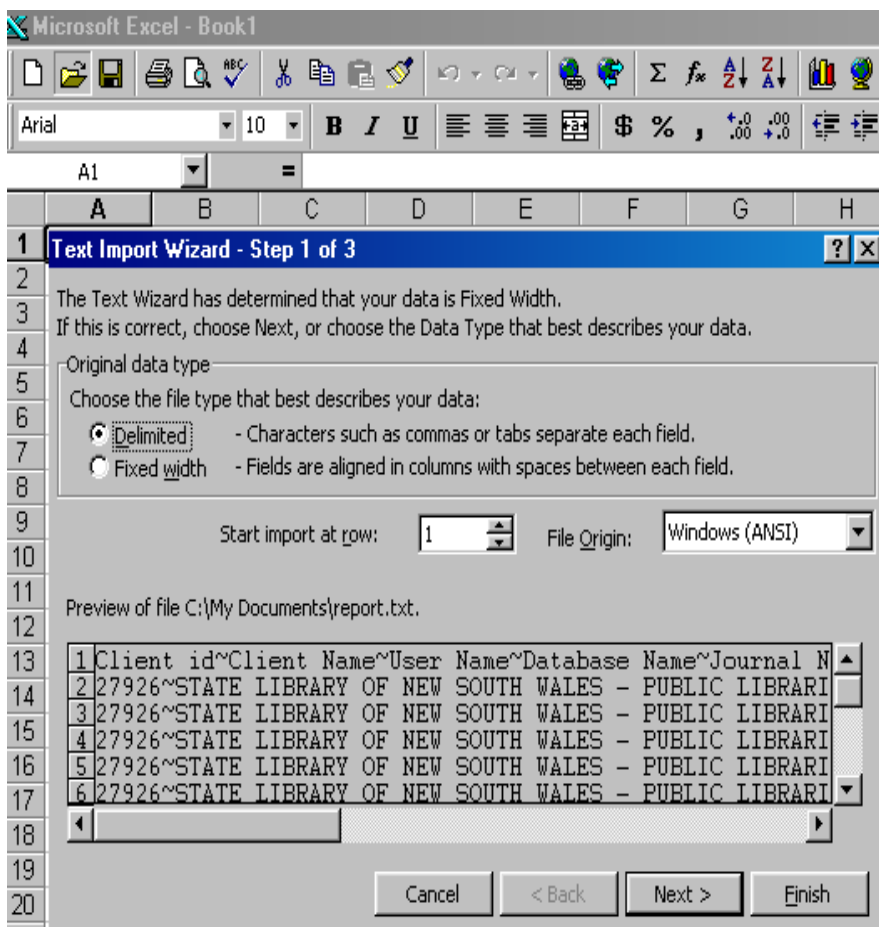 Microsoft Excel - Book1
ABC Σ fx A Z Z A
Arial 10 B I U a $ % , .0 .00 .00 .0
A1 =
A B C D E F G H
1 Text Import Wizard - Step 1 of 3 ? X
2
The Text Wizard has determined that your data is Fixed Width.
3
If this is correct, choose Next, or choose the Data Type that best describes your data.
4
Original data type
5
Choose the file type that best describes your data:
6
Delimited - Characters such as commas or tabs separate each field.
7
Fixed width - Fields are aligned in columns with spaces between each field.
8
9
Start import at row: 1 File Origin: Windows (ANSI)
10
11
Preview of file C:\My Documents\report.txt.
12
13 1 Client id~Client Name~User Name~Database Name~Journal N
14 2 27926~STATE LIBRARY OF NEW SOUTH WALES - PUBLIC LIBRARI
3 27926~STATE LIBRARY OF NEW SOUTH WALES - PUBLIC LIBRARI
15 4 27926~STATE LIBRARY OF NEW SOUTH WALES - PUBLIC LIBRARI
16 5 27926~STATE LIBRARY OF NEW SOUTH WALES - PUBLIC LIBRARI
17 6 27926~STATE LIBRARY OF NEW SOUTH WALES - PUBLIC LIBRARI
18
19
20 Cancel < Back Next > Finish